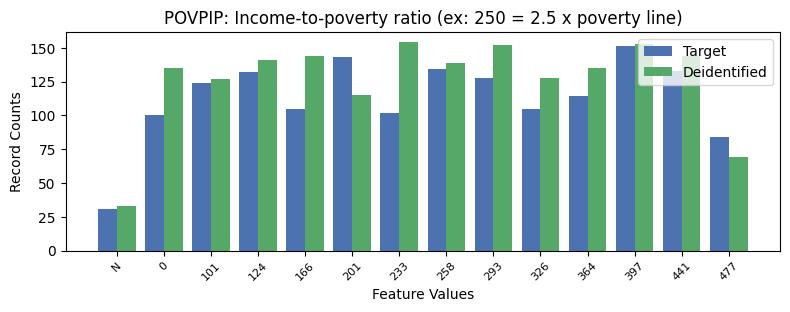 POVPIP: Income-to-poverty ratio (ex: 250 = 2.5 x poverty line)
Target
Deidentified
Record Counts
150
125
100
75
50
25
0
N 0 101 124 166 201 233 258 293 326 364 397 441 477
Feature Values